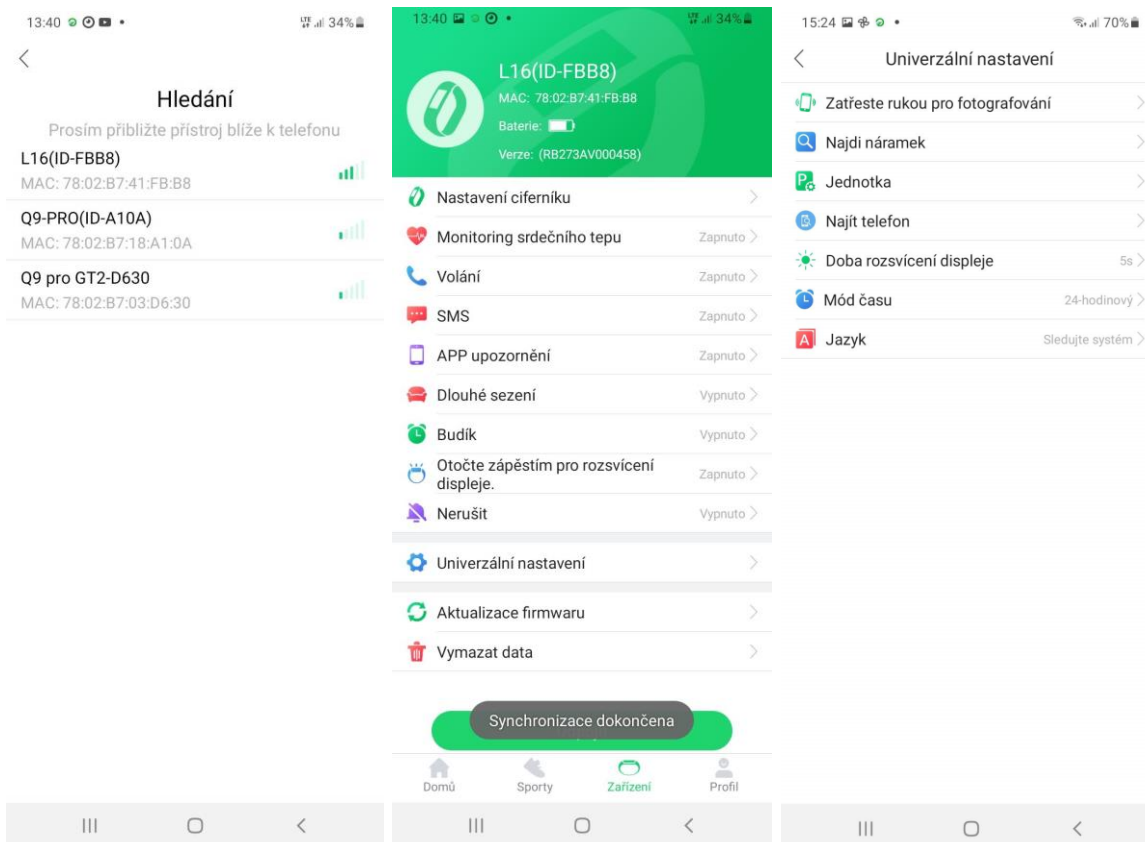 13:40
LTE 34%
Hledání
Prosím přibližte přístroj blíže k telefonu
L16(ID-FBB8)
MAC: 78:02:B7:41:FB:B8
Q9-PRO(ID-A10A)
MAC: 78:02:B7:18:A1:0A
Q9 pro GT2-D630
MAC: 78:02:B7:03:D6:30
13:40
LTE 34%
L16(ID-FBB8)
MAC: 78:02:B7:41:FB:B8
Baterie:
Verze: (RB273AV000458)
Nastavení ciferníku
Monitoring srdečního tepu Zapnuto
Volání Zapnuto
SMS Zapnuto
APP upozornění Zapnuto
Dlouhé sezení Vypnuto
Budík Vypnuto
Otočte zápěstím pro rozsvícení
displeje. Zapnuto
Nerušit Vypnuto
Univerzální nastavení
Aktualizace firmwaru
Vymazat data
Synchronizace dokončena
Domů Sporty Zařízení Profil
15:24
70%
Univerzální nastavení
Zatřeste rukou pro fotografování
Najdi náramek
Jednotka
Najít telefon
Doba rozsvícení displeje 5s
Mód času 24-hodinový
Jazyk Sledujte systém